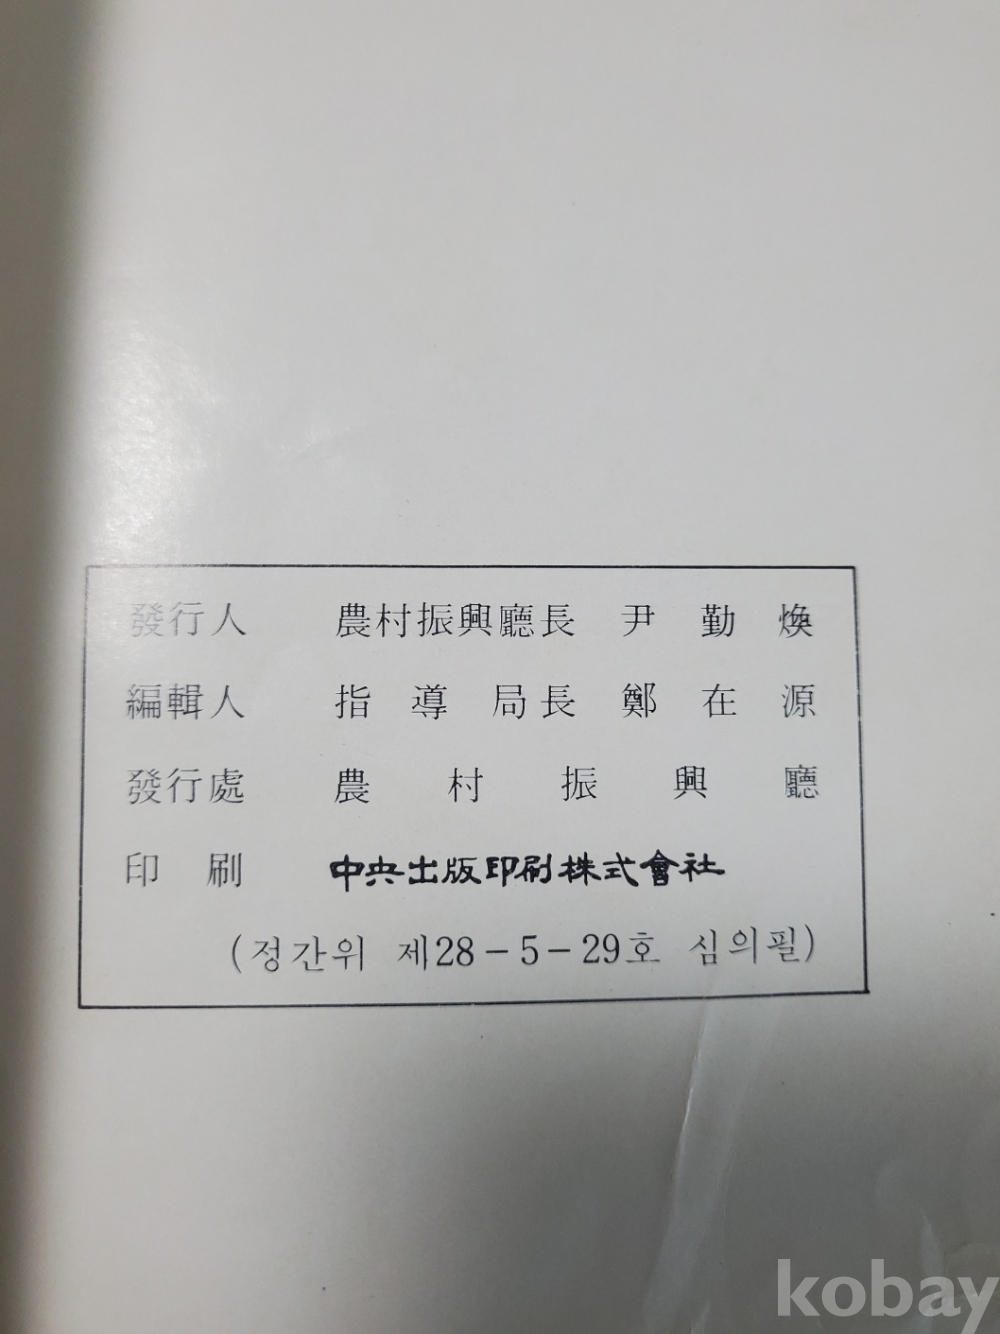 發行人 農村振興廳長 尹勤煥
編輯人 指導局長 鄭在源
發行處 農村振興廳
印刷 中央出版印刷株式會社
(정간위 제28-5-29호 심의필)
kobay